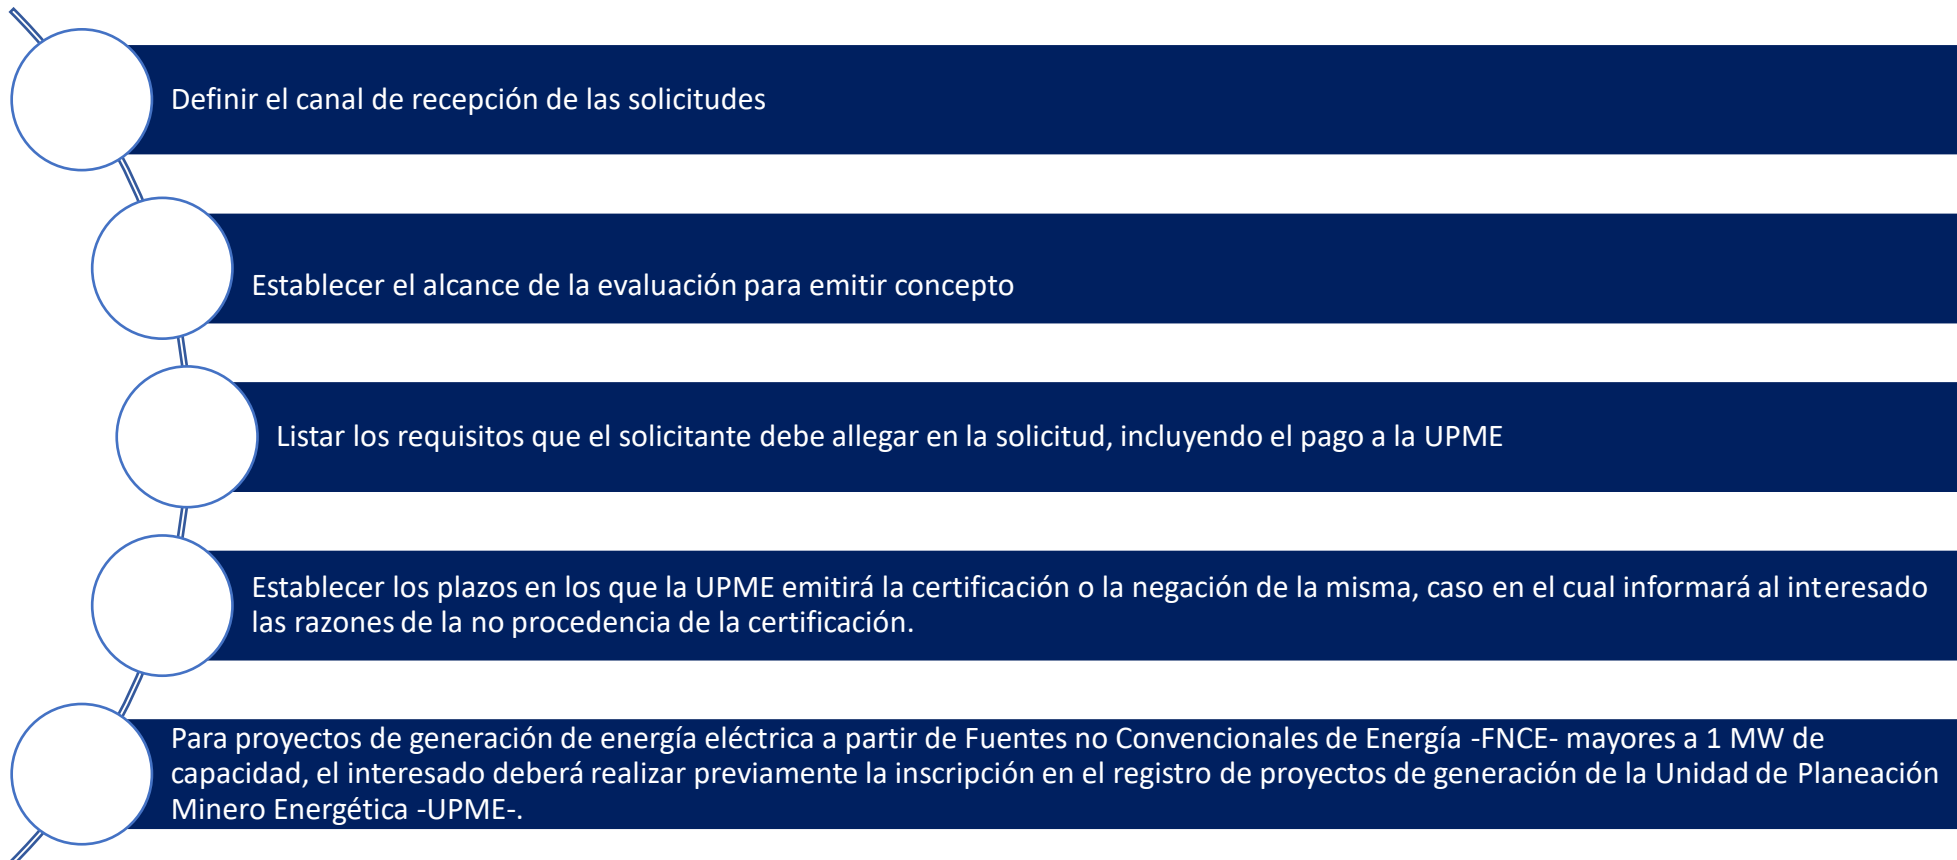 Definir el canal de recepción de las solicitudes
Establecer el alcance de la evaluación para emitir concepto
Listar los requisitos que el solicitante debe allegar en la solicitud, incluyendo el pago a la UPME
Establecer los plazos en los que la UPME emitirá la certificación o la negación de la misma, caso en el cual informará al interesado
las razones de la no procedencia de la certificación.
Para proyectos de generación de energía eléctrica a partir de Fuentes no Convencionales de Energía -FNCE- mayores a 1 MW de
capacidad, el interesado deberá realizar previamente la inscripción en el registro de proyectos de generación de la Unidad de Planeación
Minero Energética -UPME-.